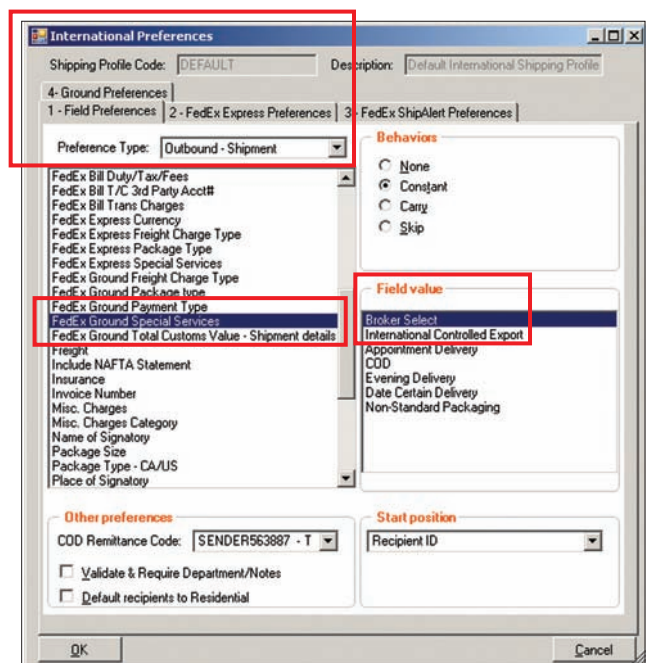 International Preferences
Shipping Profile Code: DEFAULT Description: Default International Shipping Profile
4- Ground Preferences
1 - Field Preferences 2 - FedEx Express Preferences 3- FedEx ShipAlert Preferences
Preference Type: Outbound - Shipment
FedEx Bill Duty/Tax/Fees
FedEx Bill T/C 3rd Party Acct#
FedEx Bill Trans Charges
FedEx Express Currency
FedEx Express Freight Charge Type
FedEx Express Package Type
FedEx Express Special Services
FedEx Ground Freight Charge Type
FedEx Ground Package type
FedEx Ground Payment Type
FedEx Ground Special Services
FedEx Ground Total Customs Value - Shipment details
Freight
Include NAFTA Statement
Insurance
Invoice Number
Misc. Charges
Misc. Charges Category
Name of Signatory
Package Size
Package Type - CA/US
Place of Signatory
Behaviors
None
Constant
Carry
Skip
Field value
Broker Select
International Controlled Export
Appointment Delivery
COD
Evening Delivery
Date Certain Delivery
Non-Standard Packaging
Other preferences
COD Remittance Code: SENDER563887 - T
Validate & Require Department/Notes
Default recipients to Residential
Start position
Recipient ID
OK Cancel